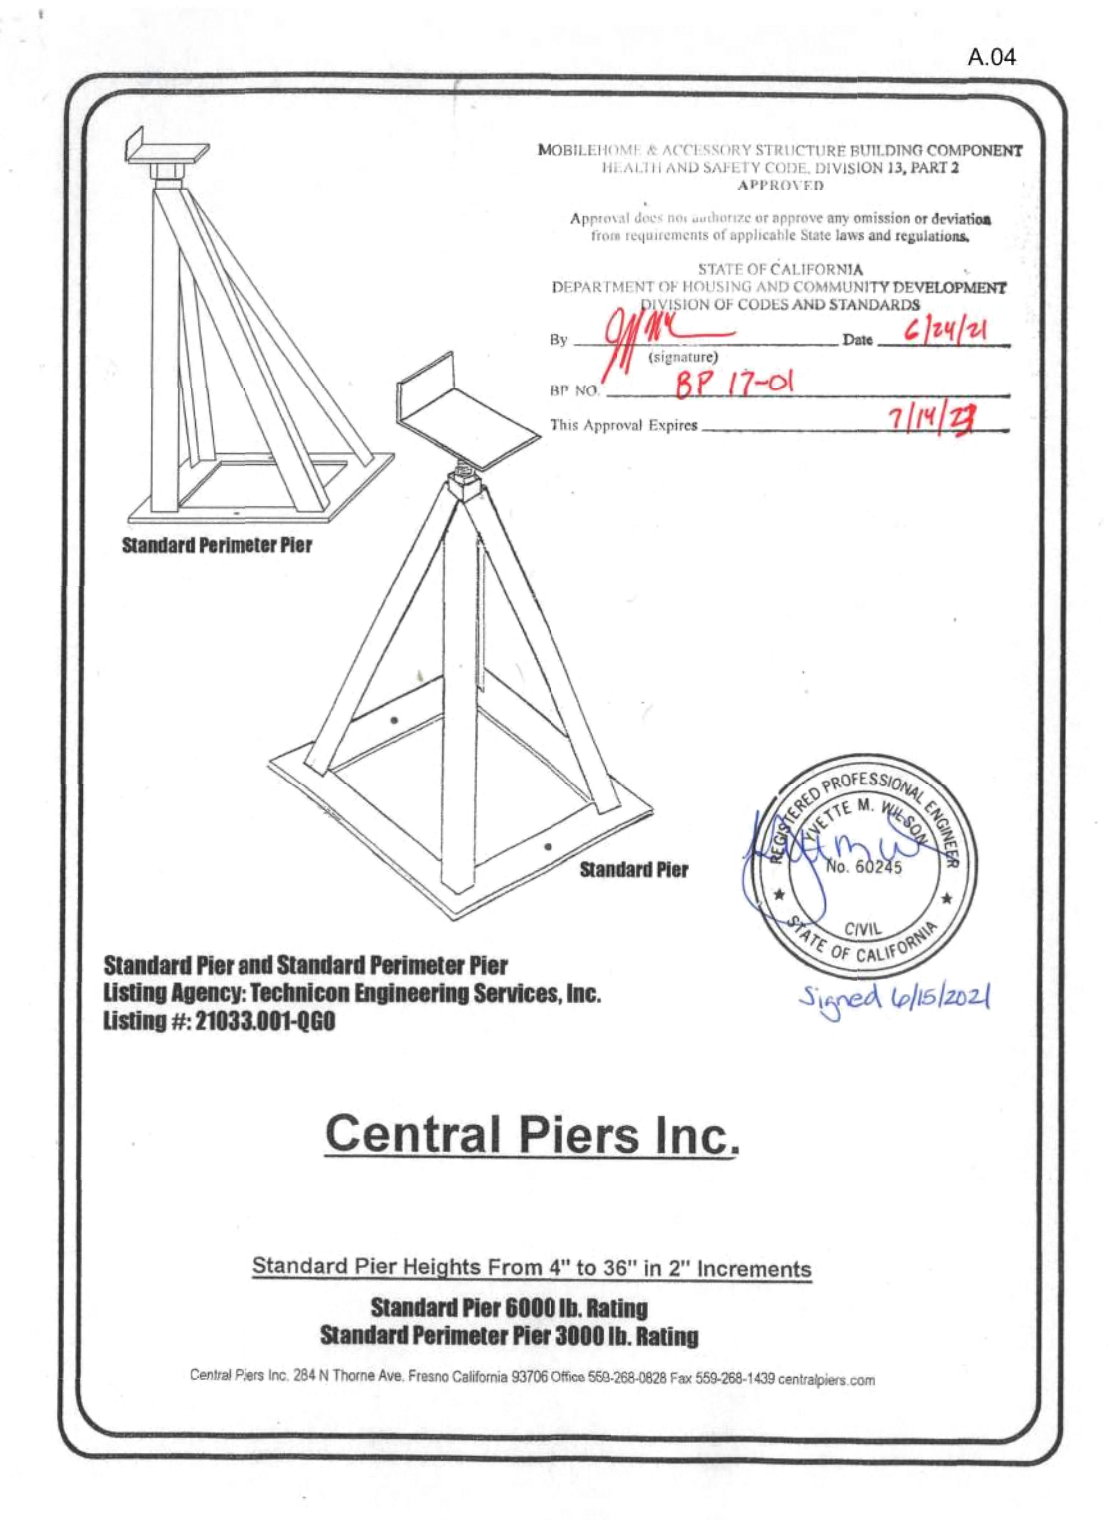 A.04
MOBILEHOME & ACCESSORY STRUCTURE BUILDING COMPONENT
HEALTH AND SAFETY CODE, DIVISION 13, PART 2
APPROVED
Approval does not authorize or approve any omission or deviation
from requirements of applicable State laws and regulations.
STATE OF CALIFORNIA
DEPARTMENT OF HOUSING AND COMMUNITY DEVELOPMENT
DIVISION OF CODES AND STANDARDS
By Date 6/24/21
(signature)
BP NO. BP 17-01
This Approval Expires 7/14/23
Standard Perimeter Pier
Standard Pier
REGISTERED PROFESSIONAL ENGINEER
YVETTE M. WILSON
No. 60245
CIVIL
STATE OF CALIFORNIA
Signed 6/15/2021
Standard Pier and Standard Perimeter Pier
Listing Agency: Technicon Engineering Services, Inc.
Listing #: 21033.001-QGO
Central Piers Inc.
Standard Pier Heights From 4" to 36" in 2" Increments
Standard Pier 6000 lb. Rating
Standard Perimeter Pier 3000 lb. Rating
Central Piers Inc. 284 N Thorne Ave. Fresno California 93706 Office 559-268-0828 Fax 559-268-1439 centralpiers.com